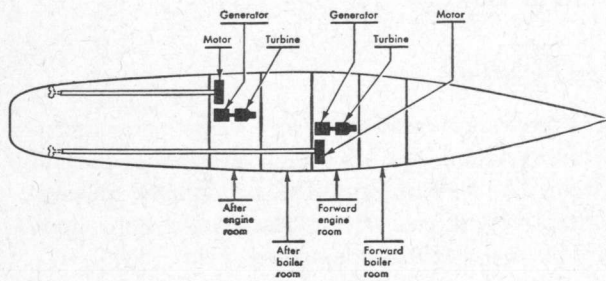 Generator
Generator
Motor
Motor
Turbine
Turbine
After
engine
room
Forward
engine
room
After
boiler
room
Forward
boiler
room